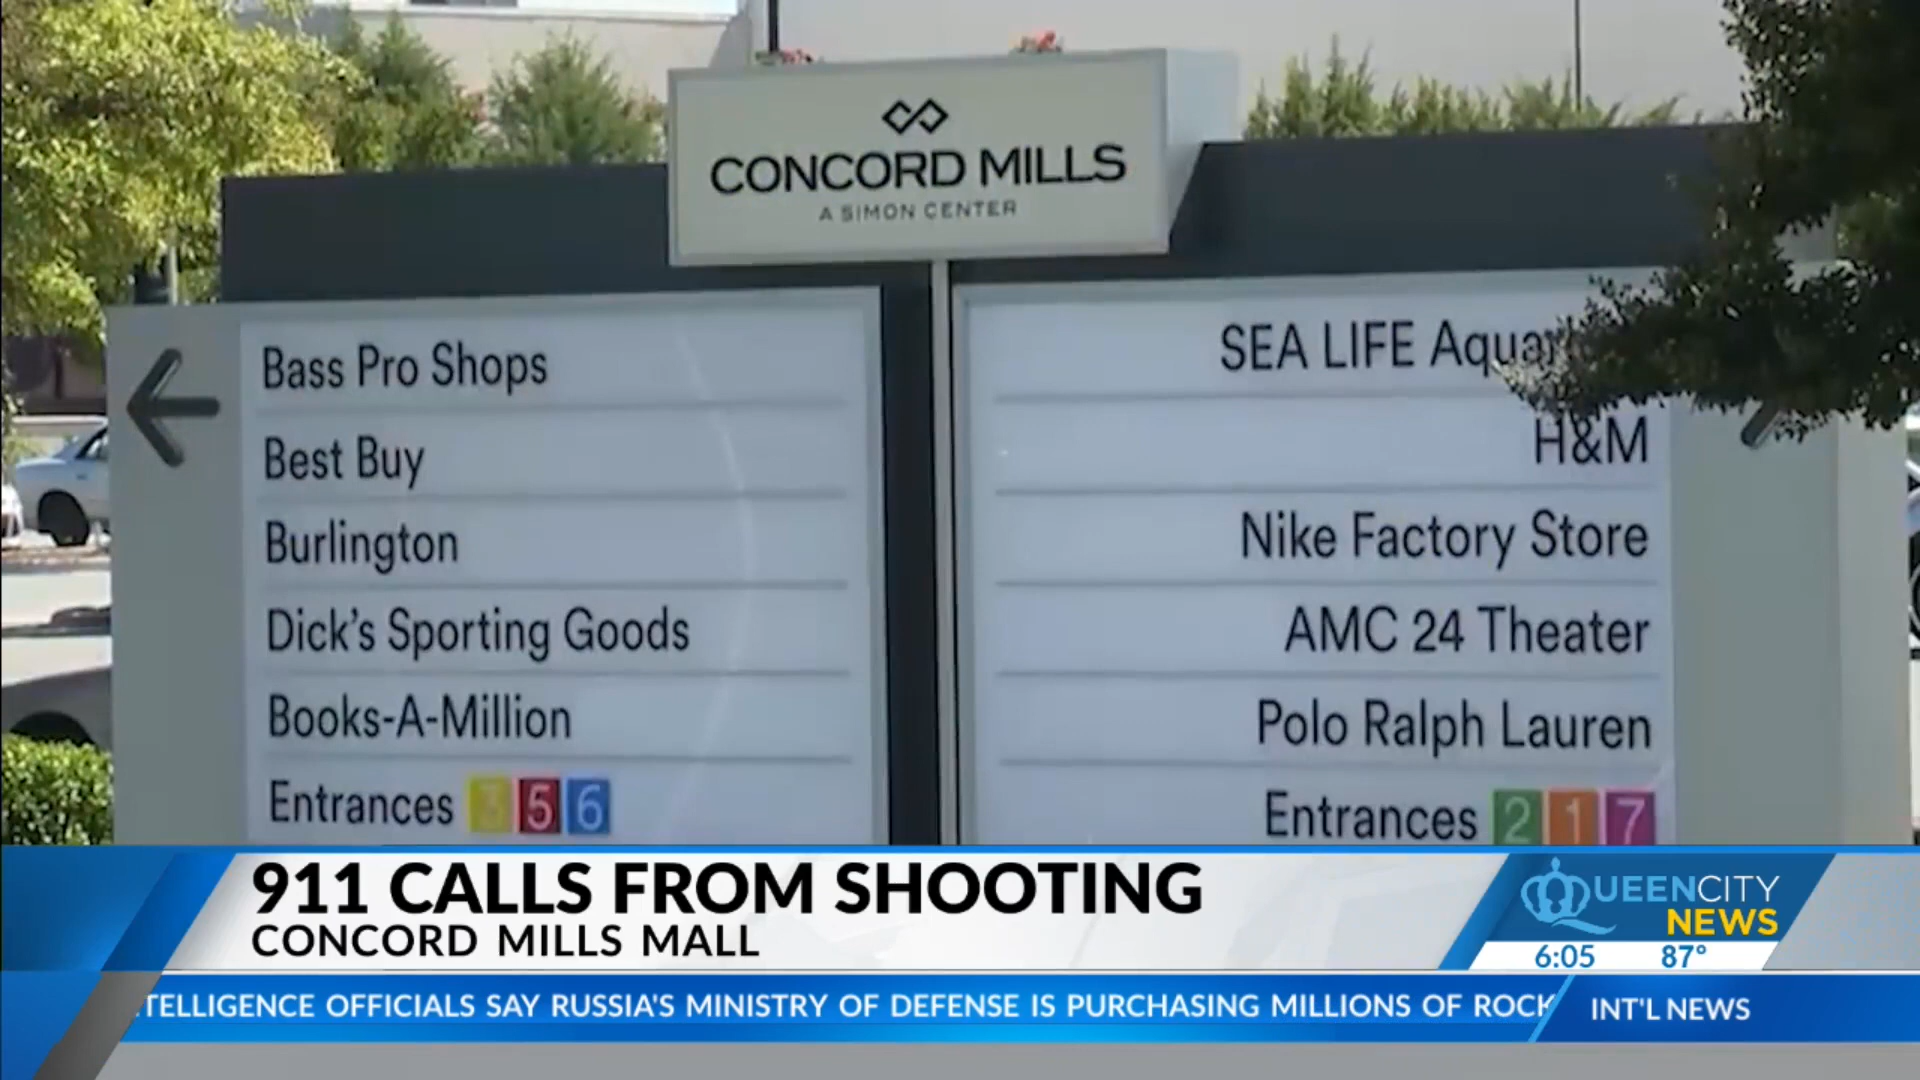 CONCORD MILLS
A SIMON CENTER
Bass Pro Shops
Best Buy
Burlington
Dick's Sporting Goods
Books-A-Million
Entrances 3 5 6
SEA LIFE
H&M
Nike Factory Store
AMC 24 Theater
Polo Ralph Lauren
Entrances 2 1 7
911 CALLS FROM SHOOTING
CONCORD MILLS MALL
QUEENCITY
NEWS
6:05 87°
OFFICIALS SAY RUSSIA'S MINISTRY OF DEFENSE IS PURCHASING MILLIONS OF
INT'L NEWS